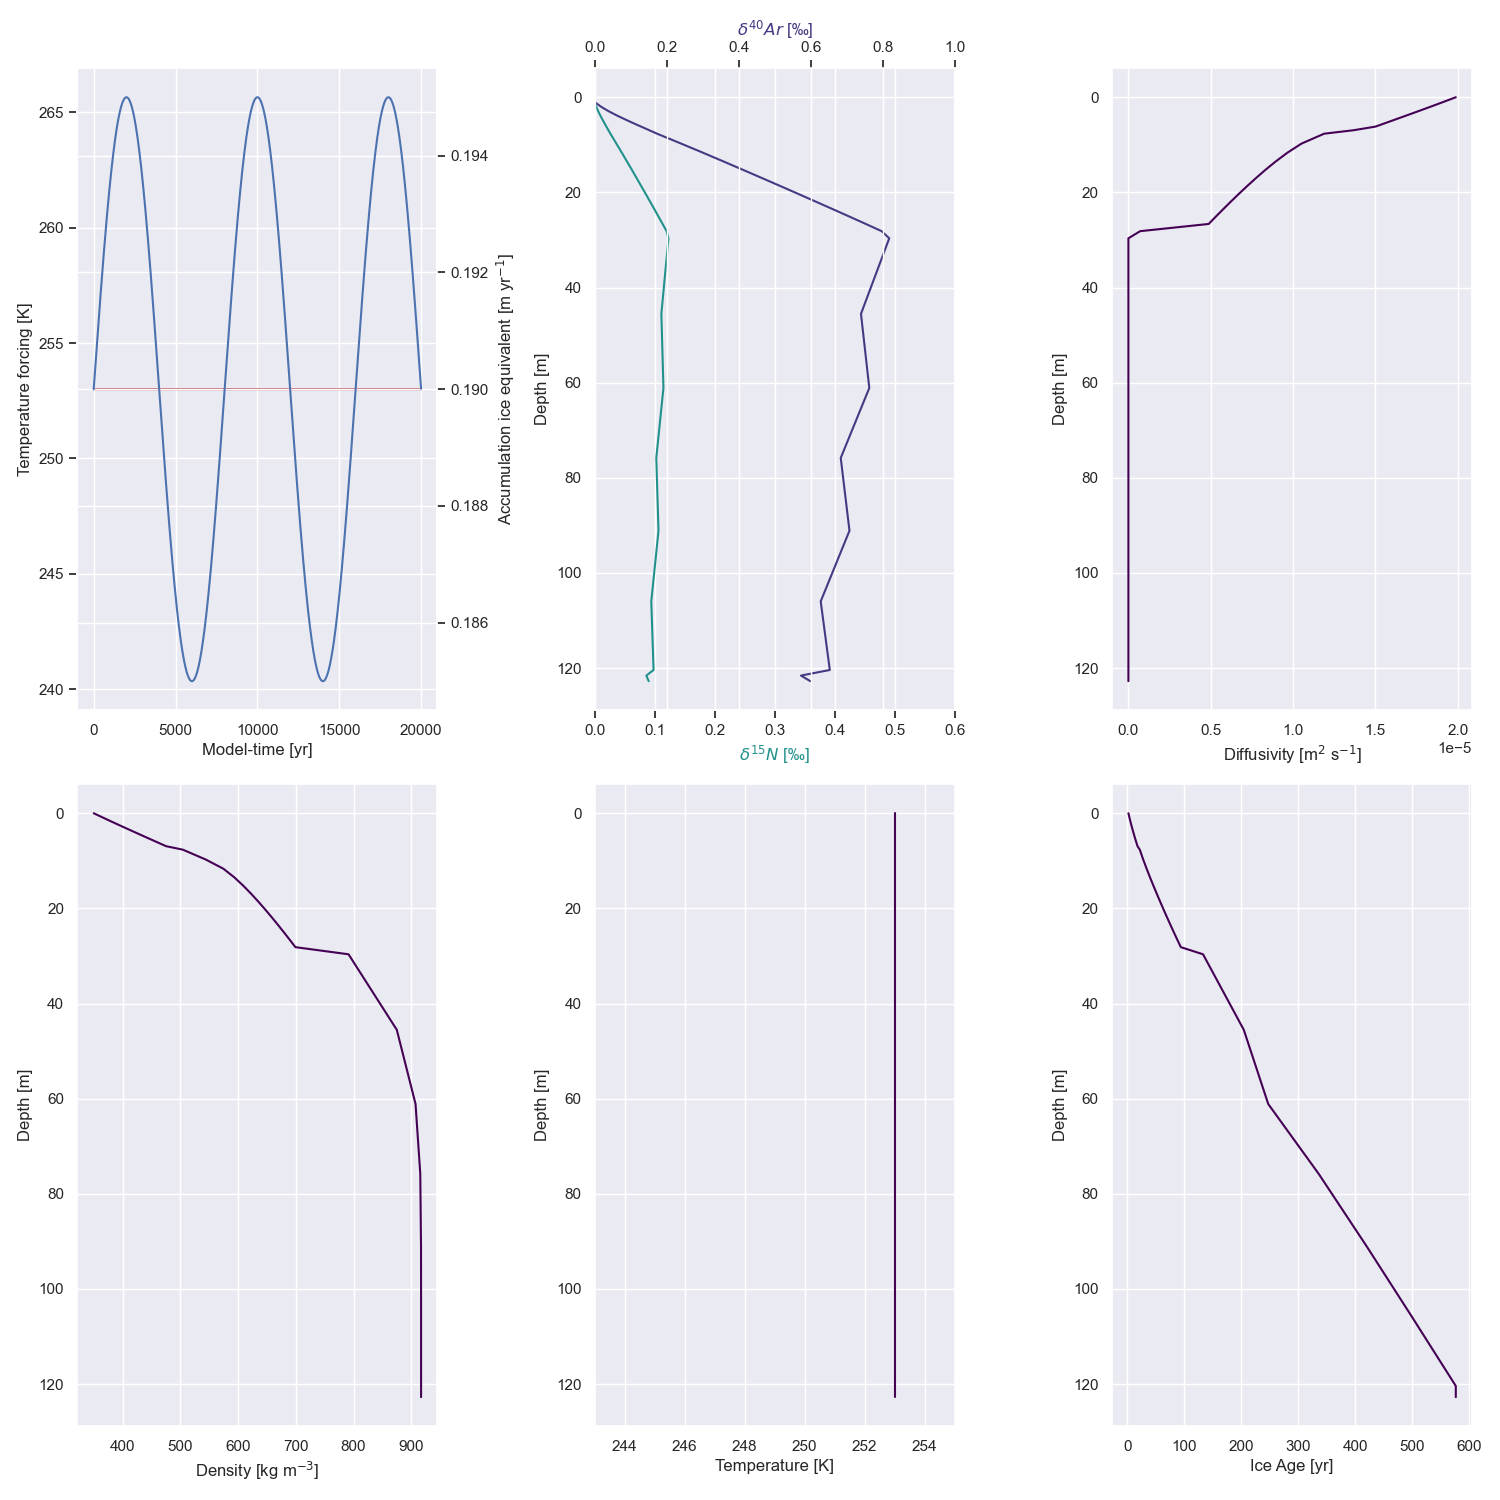 Temperature forcing [K]
265
260
255
250
245
240
0 5000 10000 15000 20000
Model-time [yr]
0.194
0.192
0.190
0.188
0.186
Accumulation ice equivalent [m yr⁻¹]
δ⁴⁰Ar [‰]
0.0 0.2 0.4 0.6 0.8 1.0
Depth [m]
0
20
40
60
80
100
120
0.0 0.1 0.2 0.3 0.4 0.5 0.6
δ¹⁵N [‰]
Depth [m]
0
20
40
60
80
100
120
0.0 0.5 1.0 1.5 2.0
1e−5
Diffusivity [m² s⁻¹]
Depth [m]
0
20
40
60
80
100
120
400 500 600 700 800 900
Density [kg m⁻³]
Depth [m]
0
20
40
60
80
100
120
244 246 248 250 252 254
Temperature [K]
Depth [m]
0
20
40
60
80
100
120
0 100 200 300 400 500 600
Ice Age [yr]